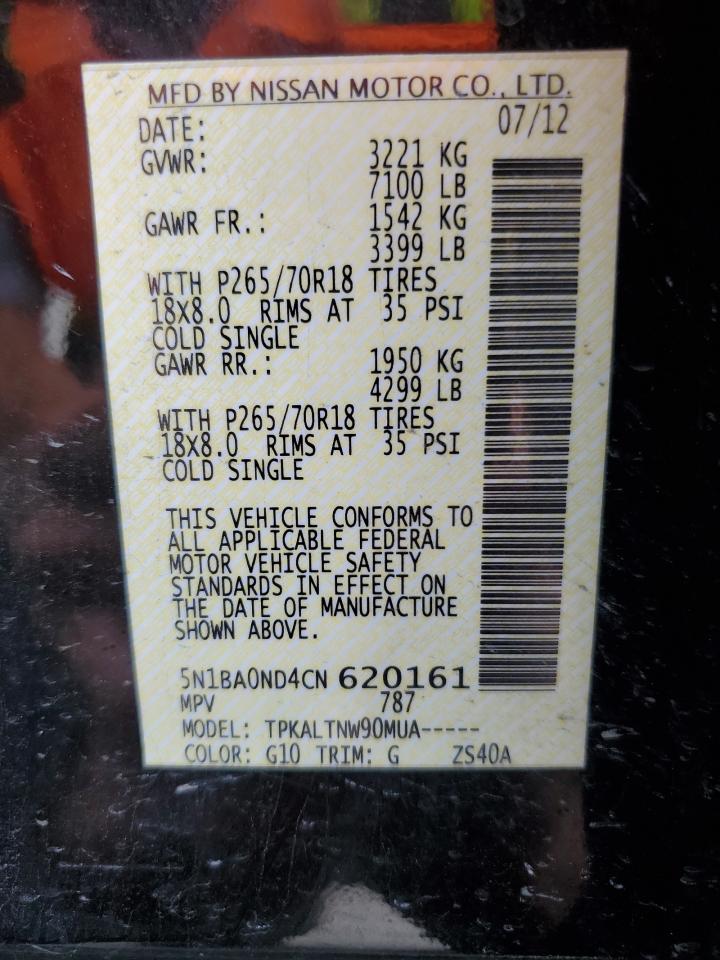 MFD BY NISSAN MOTOR CO., LTD.
DATE: 07/12
GVWR: 3221 KG
7100 LB
GAWR FR.: 1542 KG
3399 LB
WITH P265/70R18 TIRES
18X8.0 RIMS AT 35 PSI
COLD SINGLE
GAWR RR.: 1950 KG
4299 LB
WITH P265/70R18 TIRES
18X8.0 RIMS AT 35 PSI
COLD SINGLE
THIS VEHICLE CONFORMS TO
ALL APPLICABLE FEDERAL
MOTOR VEHICLE SAFETY
STANDARDS IN EFFECT ON
THE DATE OF MANUFACTURE
SHOWN ABOVE.
5N1BA0ND4CN 620161
MPV 787
MODEL: TPKALTNW90MUA-----
COLOR: G10 TRIM: G ZS40A